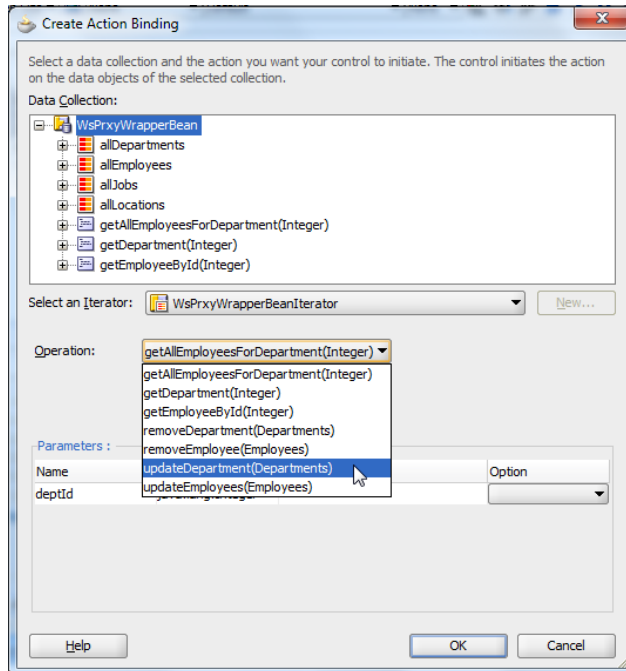 Create Action Binding
Select a data collection and the action you want your control to initiate. The control initiates the action
on the data objects of the selected collection.
Data Collection:
WsPrxyWrapperBean
allDepartments
allEmployees
allJobs
allLocations
getAllEmployeesForDepartment(Integer)
getDepartment(Integer)
getEmployeeById(Integer)
Select an Iterator: WsPrxyWrapperBeanIterator New...
Operation: getAllEmployeesForDepartment(Integer)
getAllEmployeesForDepartment(Integer)
getDepartment(Integer)
getEmployeeById(Integer)
removeDepartment(Departments)
Parameters :
removeEmployee(Employees)
Name updateDepartment(Departments) Option
updateEmployees(Employees)
deptId
Help OK Cancel